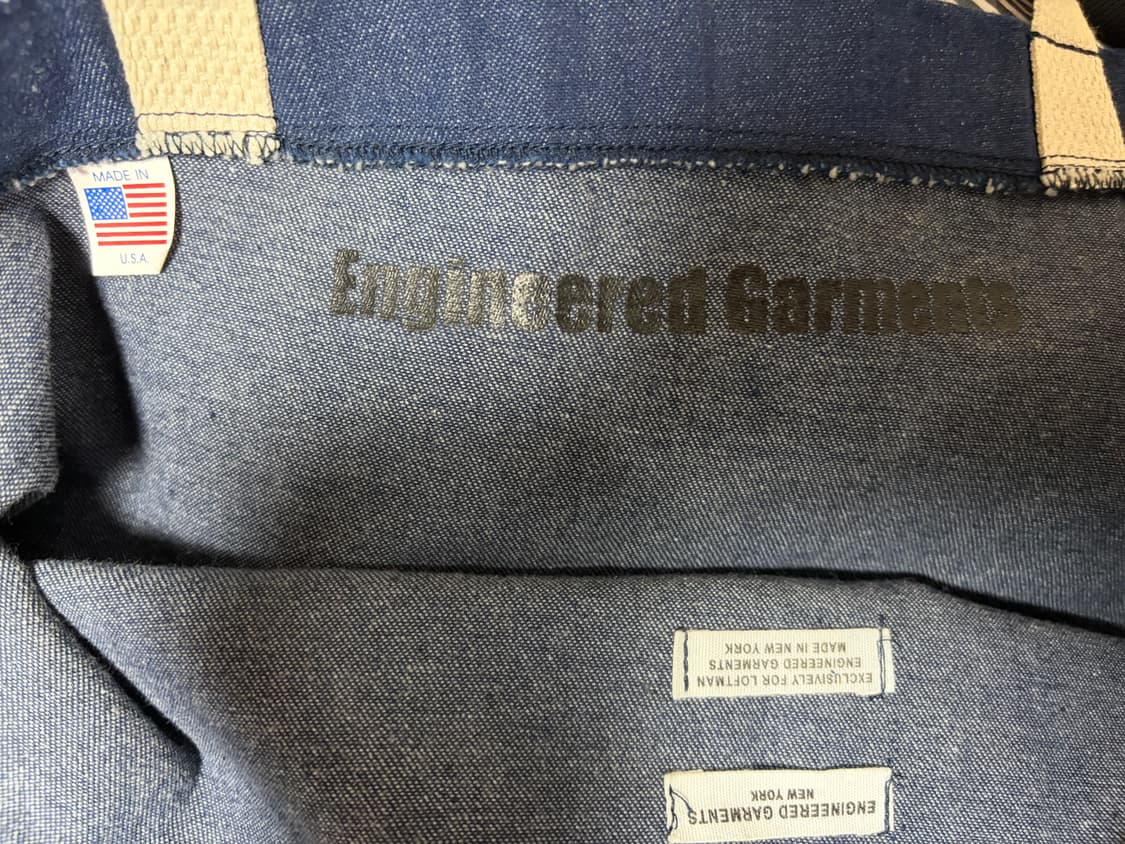 MADE IN
U.S.A.
Engineered Garments
EXCLUSIVELY FOR LOFTMAN
ENGINEERED GARMENTS
MADE IN NEW YORK
ENGINEERED GARMENTS
NEW YORK